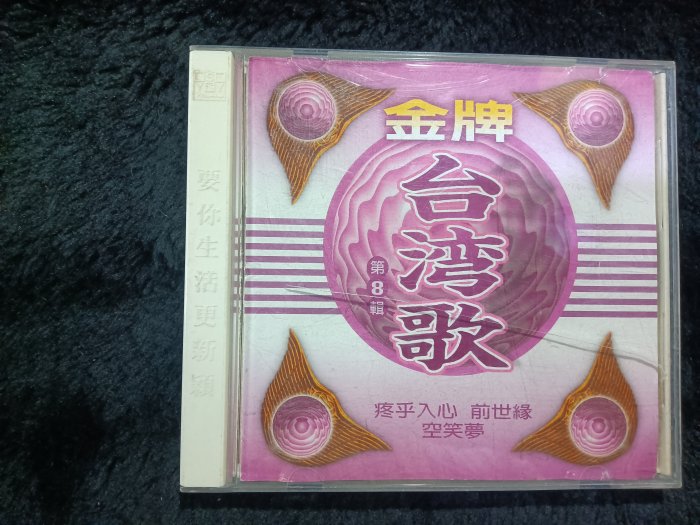 金牌
台湾歌
第8輯
疼乎入心 前世緣
空笑夢
要你生活更新穎